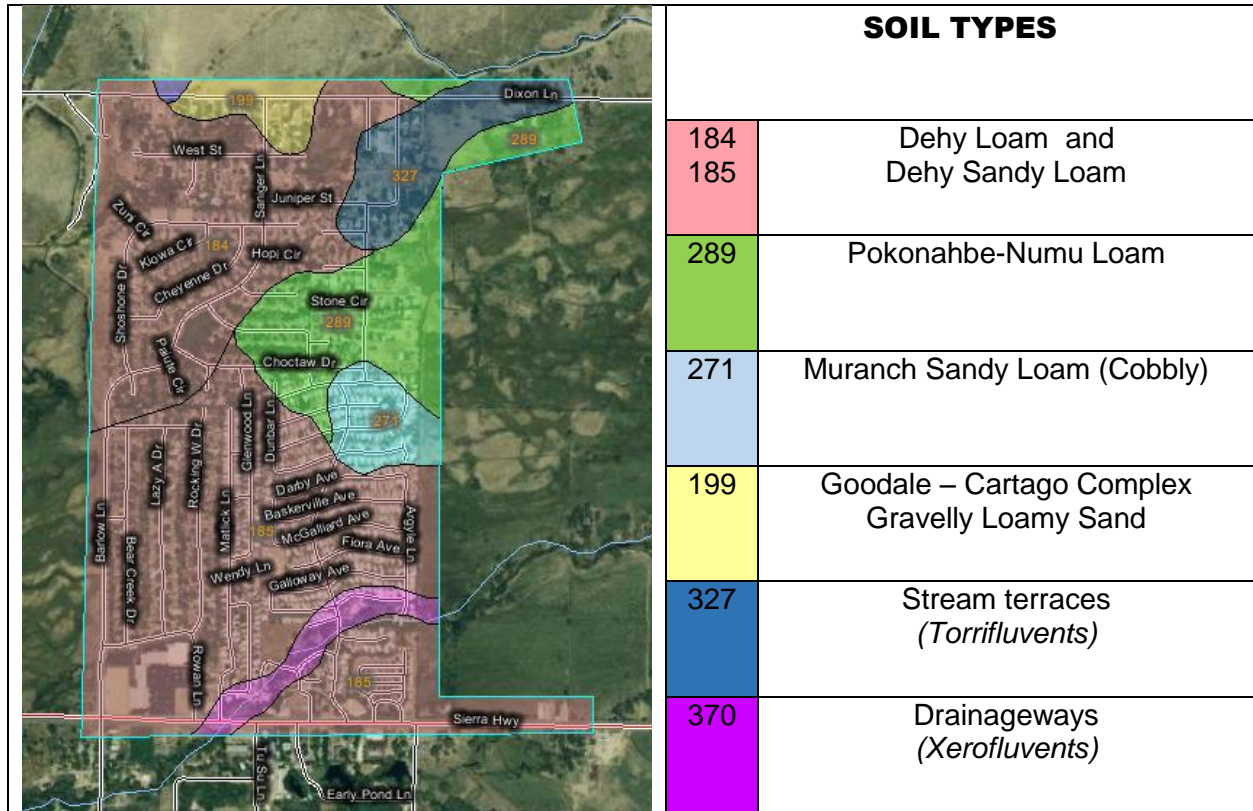 Dixon Ln
199
289
West St
Saniger Ln
327
Juniper St
Zuni Cir
Kiowa Cir
184
Hopi Cir
Cheyenne Dr
Shoshone Dr
Stone Cir
289
Paiute Cir
Choctaw Dr
271
Glenwood Ln
Dunbar Ln
Lazy A Dr
Rocking W Dr
Darby Ave
Baskerville Ave
McGalliard Ave
Fiora Ave
Argyle Ln
Barlow Ln
Matlick Ln
185
Bear Creek Dr
Wendy Ln
Galloway Ave
Rowan Ln
185
Sierra Hwy
Tu Su Ln
Early Pond Ln
SOIL TYPES
184 Dehy Loam and
185 Dehy Sandy Loam
289 Pokonahbe-Numu Loam
271 Muranch Sandy Loam (Cobbly)
199 Goodale – Cartago Complex
Gravelly Loamy Sand
327 Stream terraces
(Torrifluvents)
370 Drainageways
(Xerofluvents)